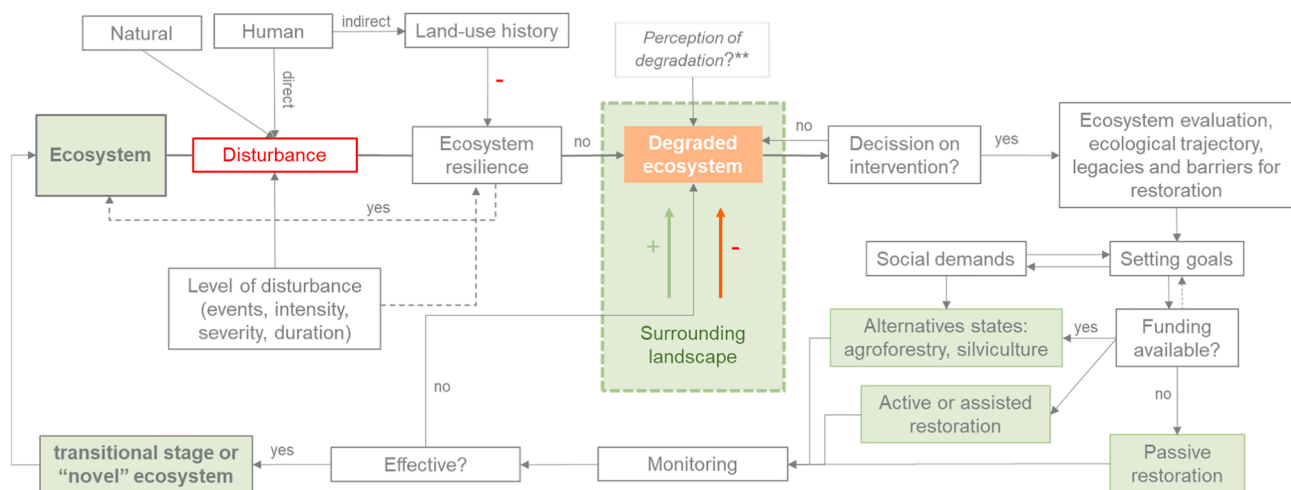 Natural
Human
indirect
Land-use history
direct
-
Perception of
degradation?**
Ecosystem
Disturbance
Ecosystem
resilience
no
Degraded
ecosystem
no
Decission on
intervention?
yes
Ecosystem evaluation,
ecological trajectory,
legacies and barriers for
restoration
yes
+
-
Level of disturbance
(events, intensity,
severity, duration)
Surrounding
landscape
Social demands
Setting goals
Alternatives states:
agroforestry, silviculture
yes
Funding
available?
no
Active or assisted
restoration
no
transitional stage or
“novel” ecosystem
yes
Effective?
Monitoring
Passive
restoration